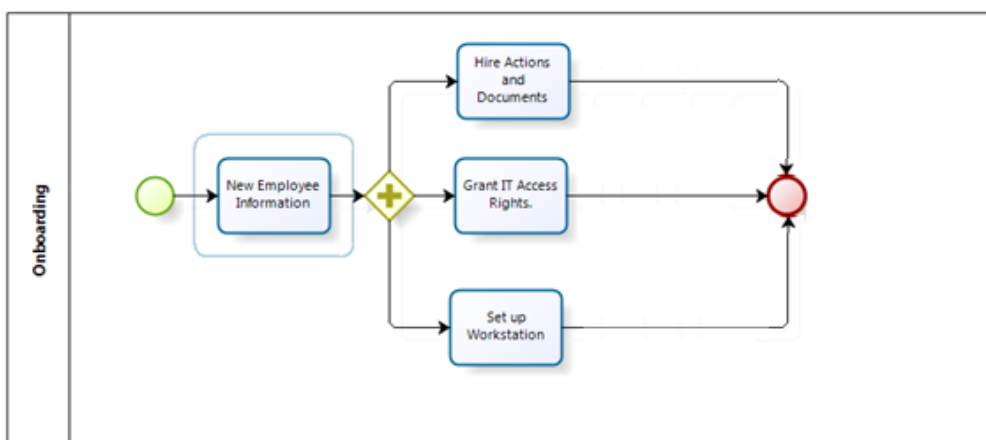 Onboarding
New Employee
Information
Hire Actions
and
Documents
Grant IT Access
Rights.
Set up
Workstation